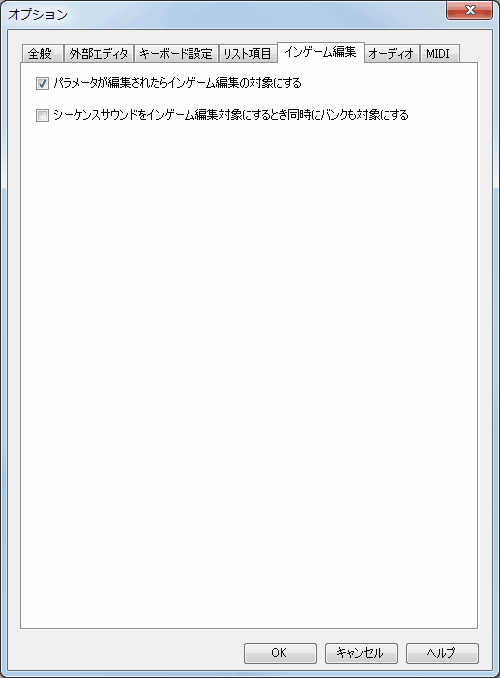 オプション
全般 外部エディタ キーボード設定 リスト項目 インゲーム編集 オーディオ MIDI
パラメータが編集されたらインゲーム編集の対象にする
シーケンスサウンドをインゲーム編集対象にするとき同時にバンクも対象にする
OK キャンセル ヘルプ